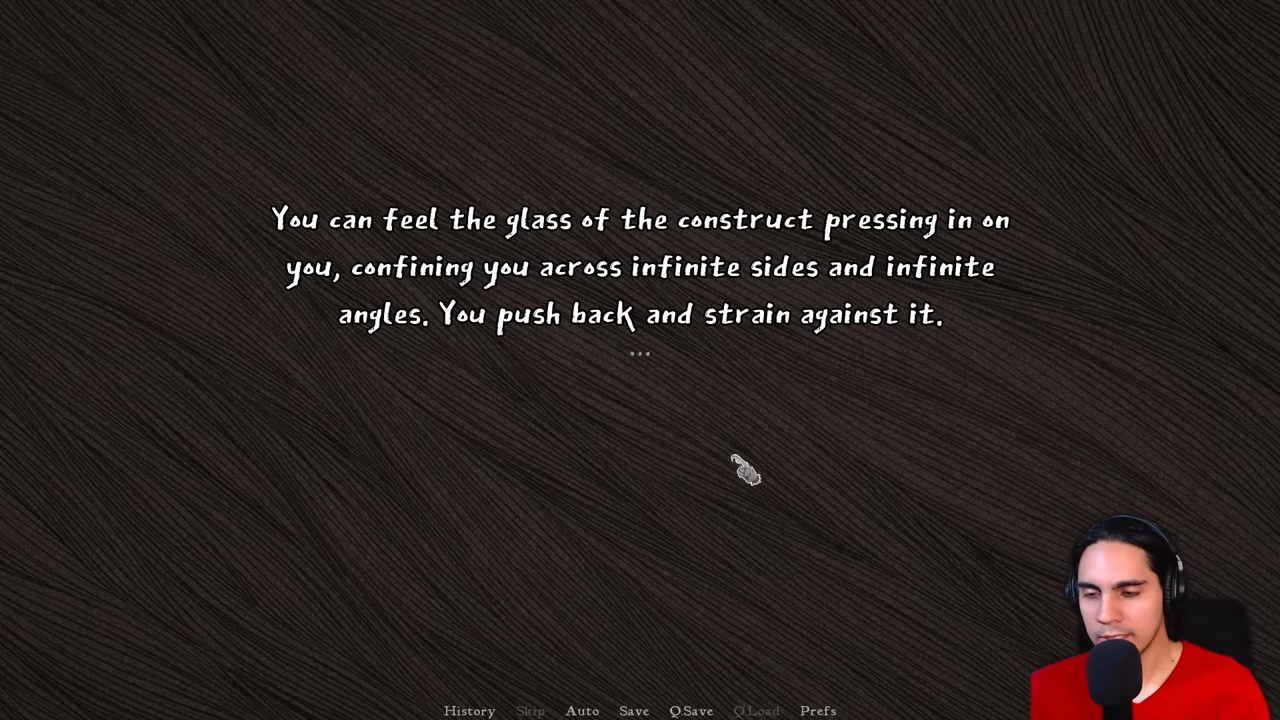 You can feel the glass of the construct pressing in on
you, confining you across infinite sides and infinite
angles. You push back and strain against it.
...
History Skip Auto Save Q.Save Q.Load Prefs